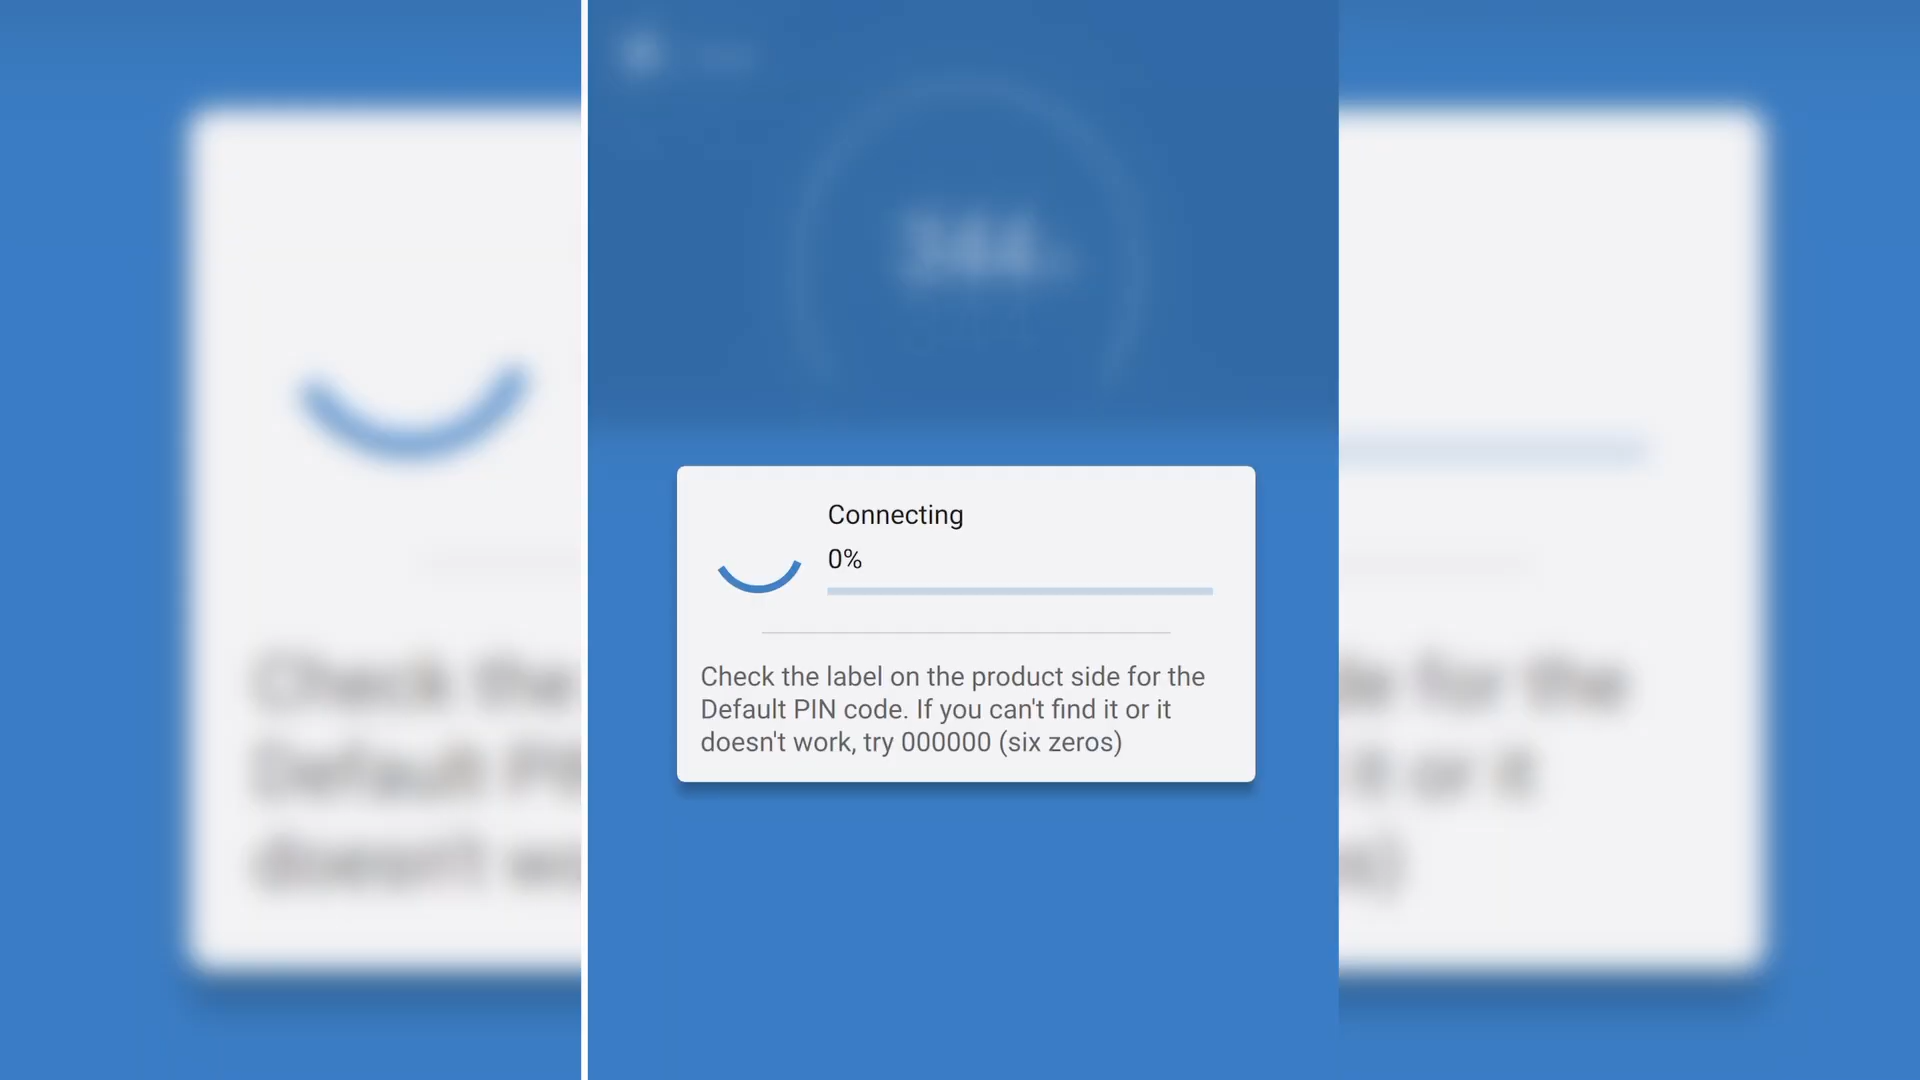 Connecting
0%
Check the label on the product side for the
Default PIN code. If you can't find it or it
doesn't work, try 000000 (six zeros)